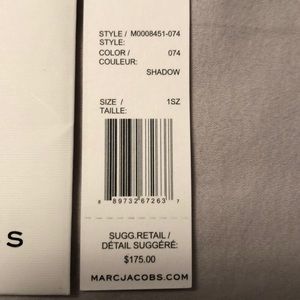 STYLE / M0008451-074
STYLE:
COLOR / 074
COULEUR:
SHADOW
SIZE / 1SZ
TAILLE:
8 89732 67263 7
SUGG.RETAIL /
DÉTAIL SUGGÉRÉ:
$175.00
MARCJACOBS.COM
S